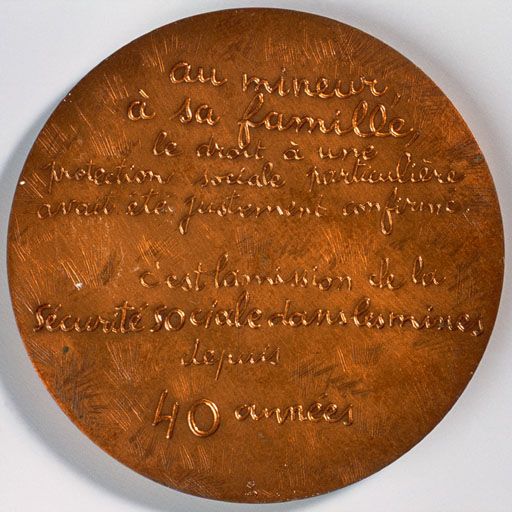 au mineur,
à sa famille,
le droit à une
protection sociale particulière
avait été justement confirmé
c'est la mission de la
Sécurité sociale dans les mines
depuis
40 années